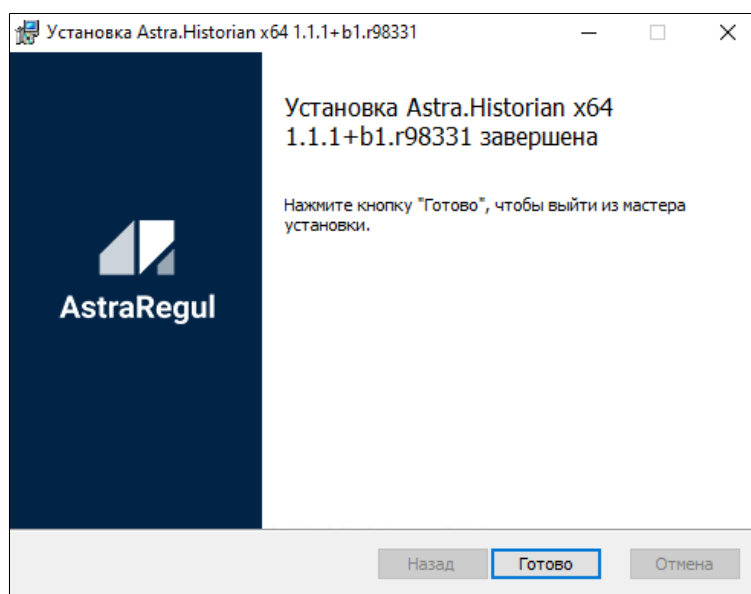 Установка Astra.Historian x64 1.1.1+b1.r98331
Установка Astra.Historian x64
1.1.1+b1.r98331 завершена
Нажмите кнопку "Готово", чтобы выйти из мастера
установки.
AstraRegul
Назад
Готово
Отмена